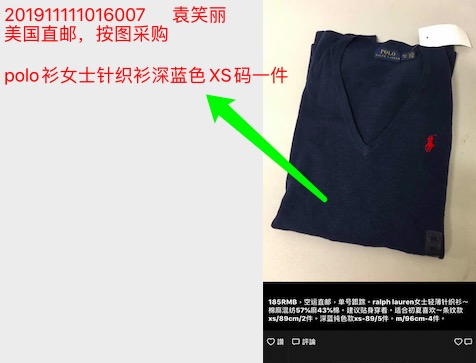 201911111016007 袁笑丽
美国直邮，按图采购
polo衫女士针织衫深蓝色XS码一件
POLO
RALPH LAUREN
185RMB，空运直邮，单号跟踪。ralph lauren女士轻薄针织衫～
棉麻混纺57%麻43%棉。建议贴身穿着。适合初夏喜欢～条纹款
xs/89cm/2件。深蓝纯色款xs-89/5件。m/96cm-4件。
讚 評論